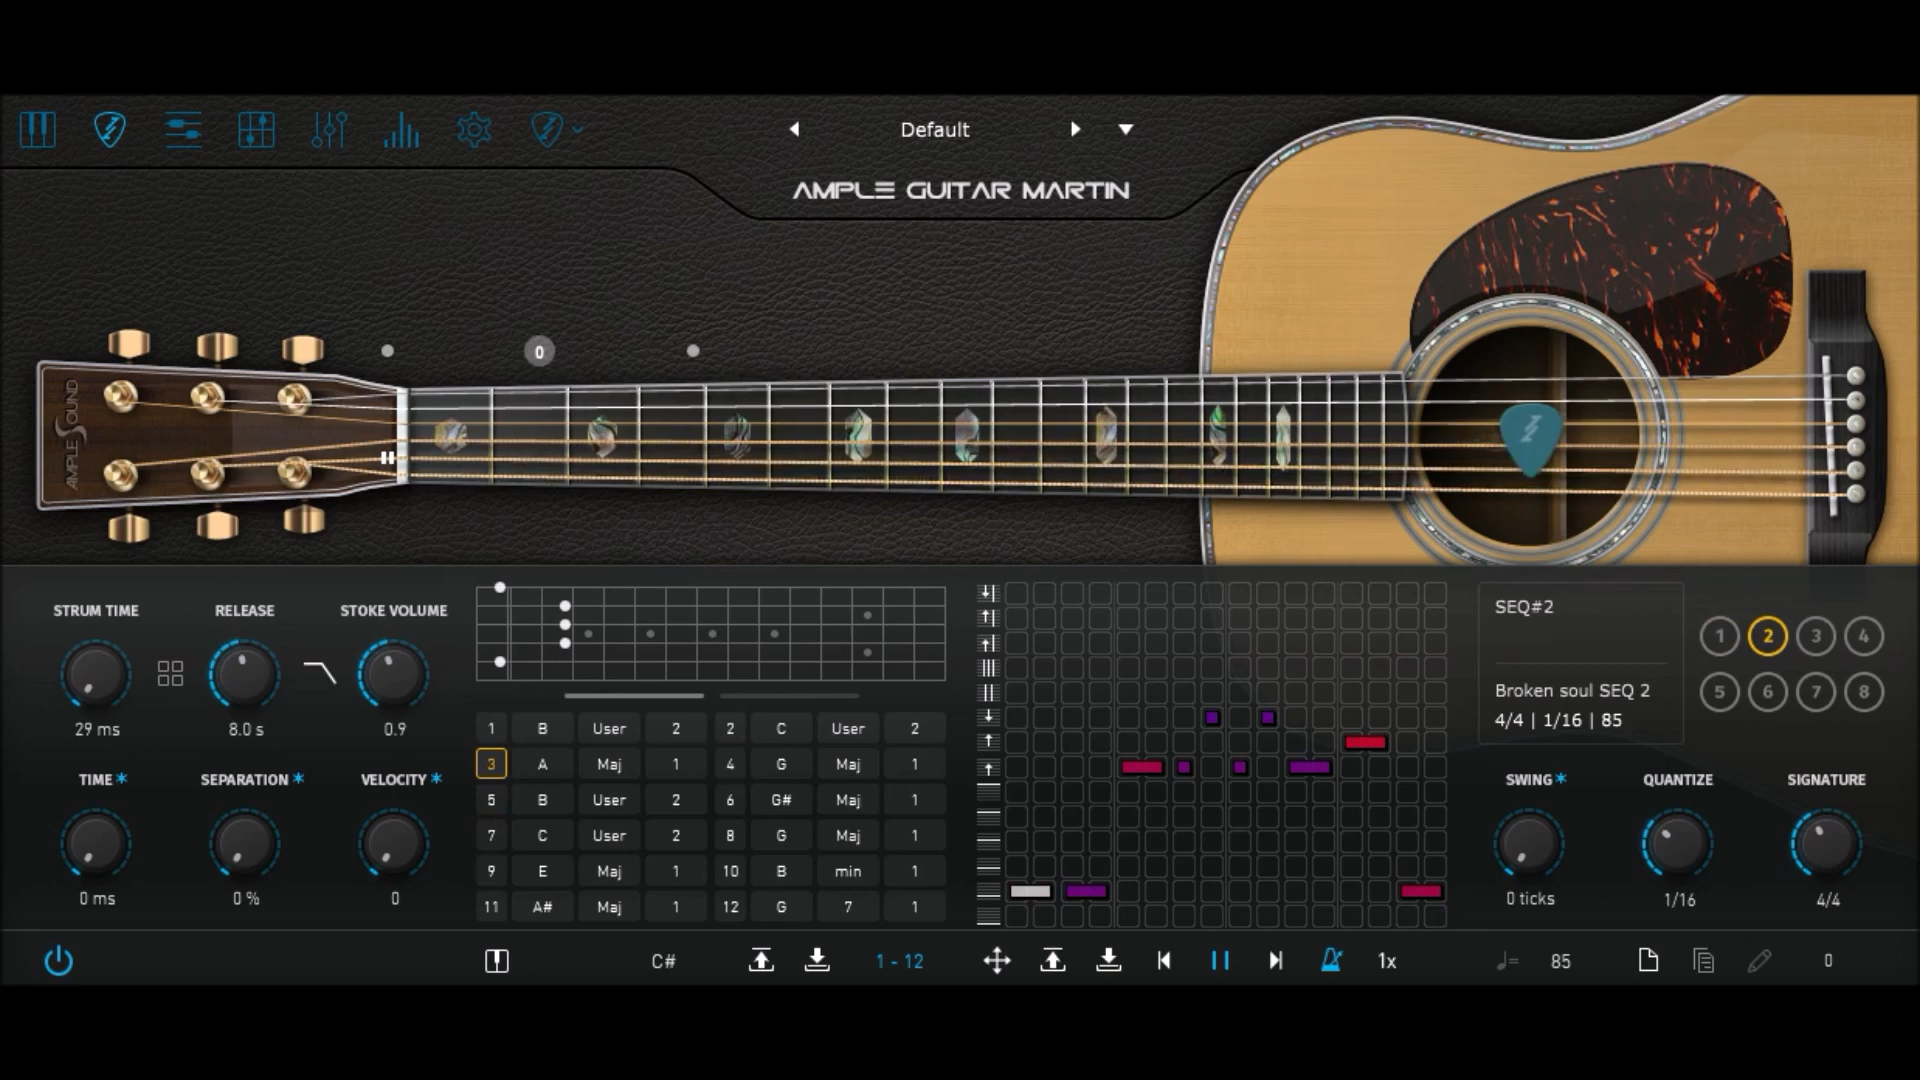 Default
AMPLE GUITAR MARTIN
0
AMPLE SOUND
STRUM TIME RELEASE STOKE VOLUME
29 ms 8.0 s 0.9
TIME* SEPARATION* VELOCITY*
0 ms 0 % 0
1 B User 2 2 C User 2
3 A Maj 1 4 G Maj 1
5 B User 2 6 G# Maj 1
7 C User 2 8 G Maj 1
9 E Maj 1 10 B min 1
11 A# Maj 1 12 G 7 1
SEQ#2
Broken soul SEQ 2
4/4 | 1/16 | 85
1 2 3 4
5 6 7 8
SWING* QUANTIZE SIGNATURE
0 ticks 1/16 4/4
C# 1 - 12 1x 85 0